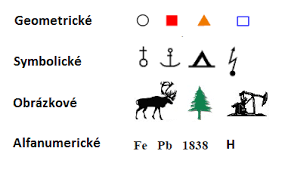 Geometrické
Symbolické
Obrázkové
Alfanumerické Fe Pb 1838 H